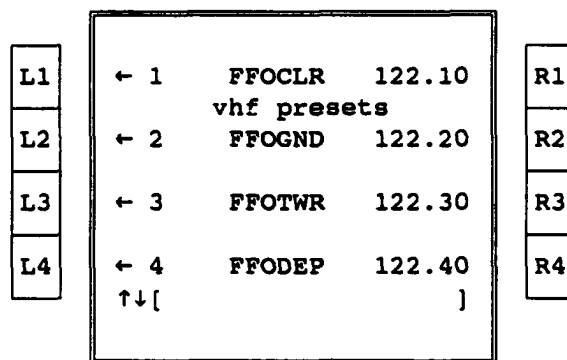 L1 ← 1 FFOCLR 122.10 R1
vhf presets
L2 ← 2 FFOGND 122.20 R2
L3 ← 3 FFOTWR 122.30 R3
L4 ← 4 FFODEP 122.40 R4
↑↓[ ]